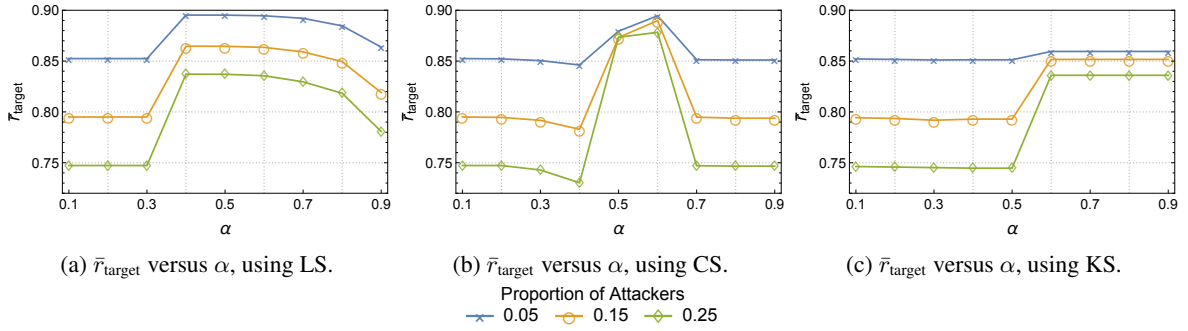 0.90
0.85
0.80
0.75
r̄target
0.1 0.3 0.5 0.7 0.9
α
(a) r̄target versus α, using LS.
0.90
0.85
0.80
0.75
r̄target
0.1 0.3 0.5 0.7 0.9
α
(b) r̄target versus α, using CS.
0.90
0.85
0.80
0.75
r̄target
0.1 0.3 0.5 0.7 0.9
α
(c) r̄target versus α, using KS.
Proportion of Attackers
0.05 0.15 0.25